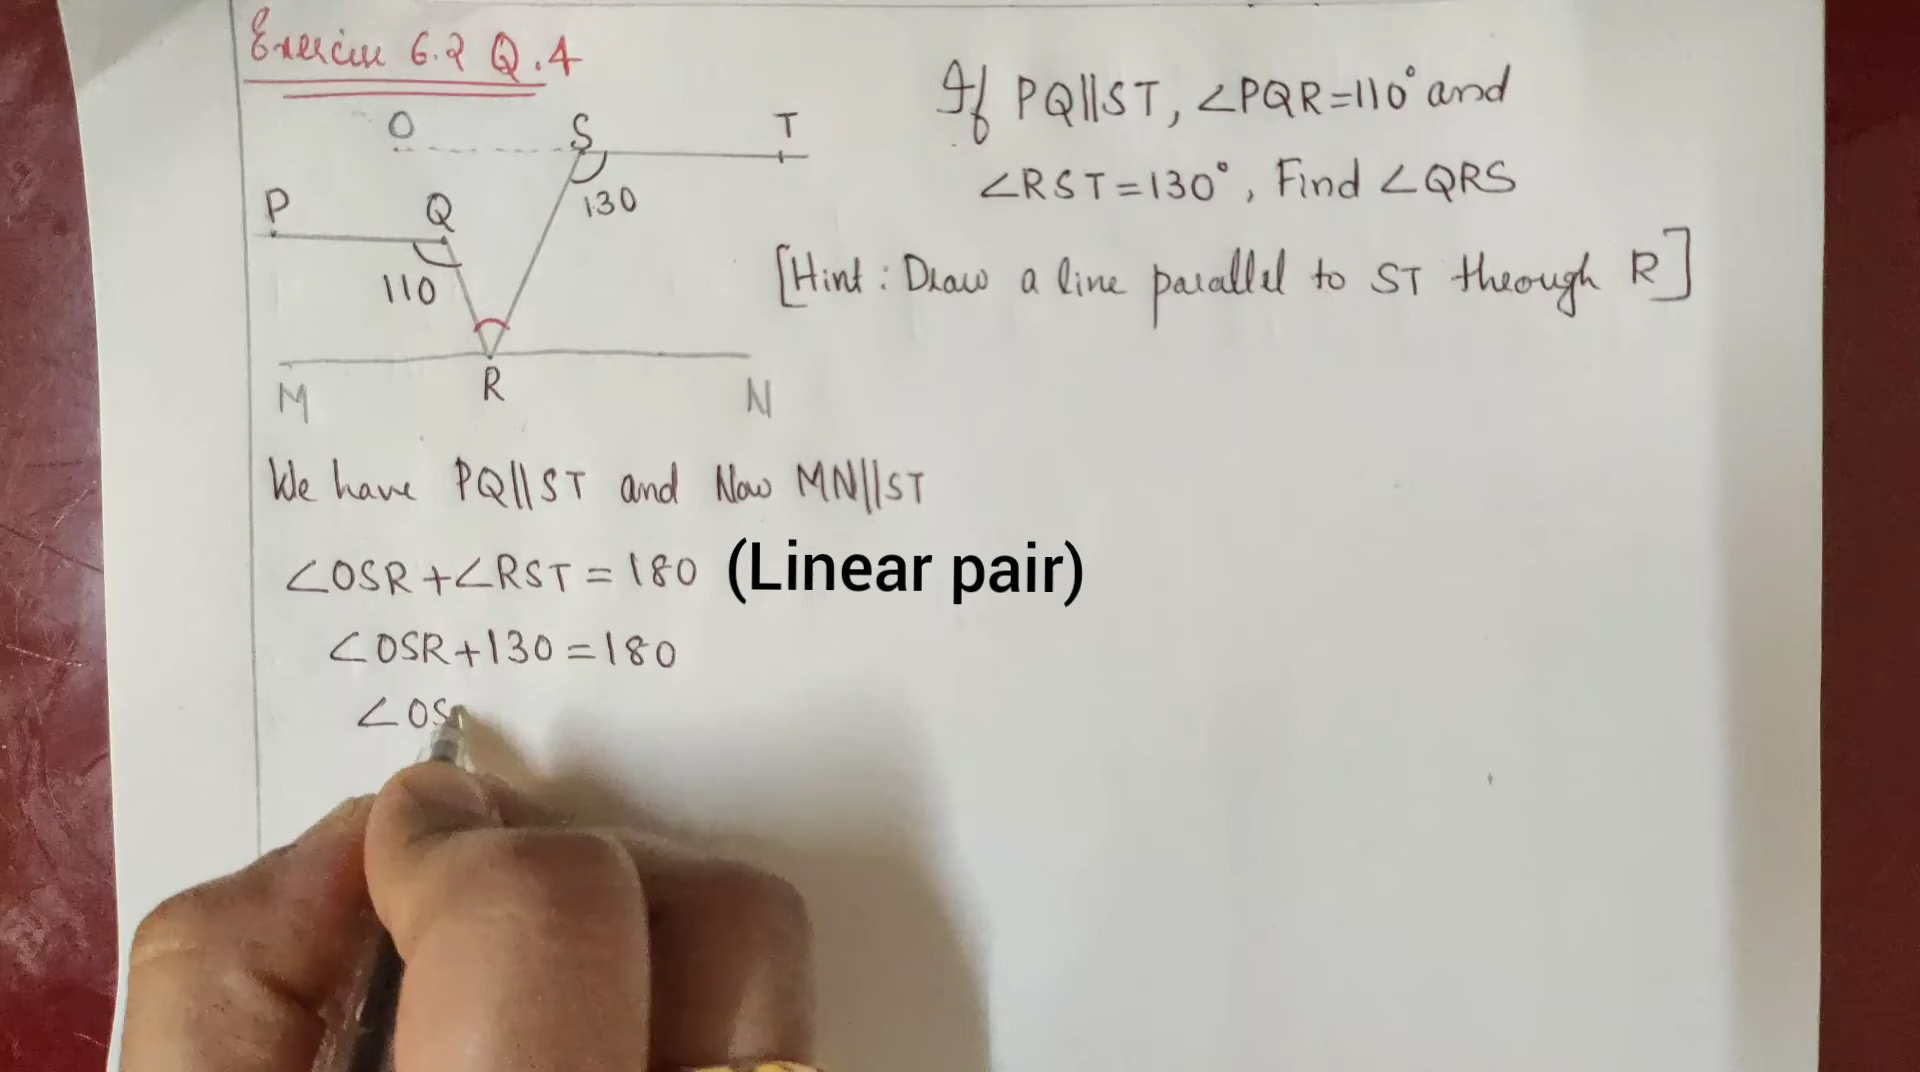 Exercise 6.2 Q.4
If PQ||ST, ∠PQR=110° and
∠RST=130°, Find ∠QRS
[Hint: Draw a line parallel to ST through R]
O S T
130
P Q
110
R
M N
We have PQ||ST and Now MN||ST
∠OSR+∠RST=180 (Linear pair)
∠OSR+130=180
∠OS